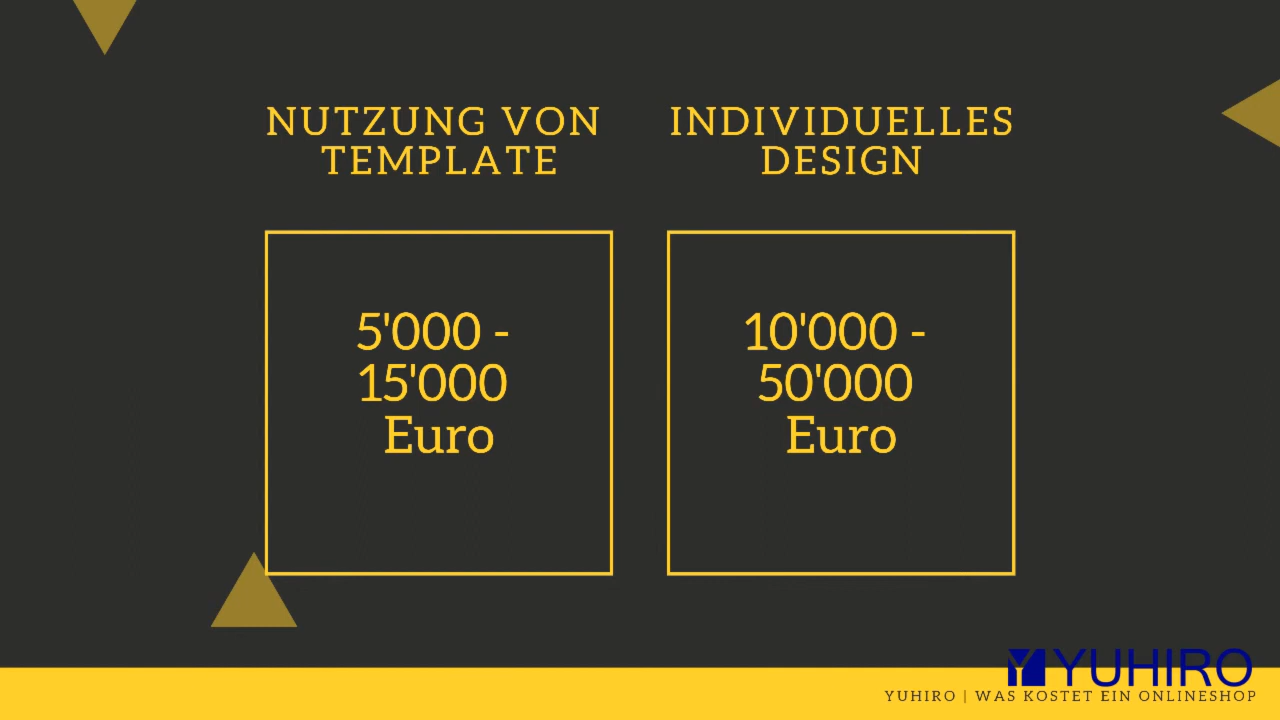 NUTZUNG VON
TEMPLATE
INDIVIDUELLES
DESIGN
5'000 -
15'000
Euro
10'000 -
50'000
Euro
YUHIRO
YUHIRO | WAS KOSTET EIN ONLINESHOP